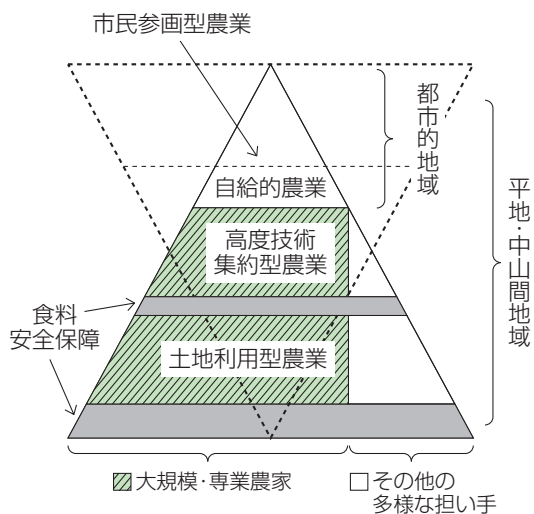 市民参画型農業
都市的地域
自給的農業
平地・中山間地域
高度技術
集約型農業
食料
安全保障
土地利用型農業
大規模・専業農家
その他の
多様な担い手